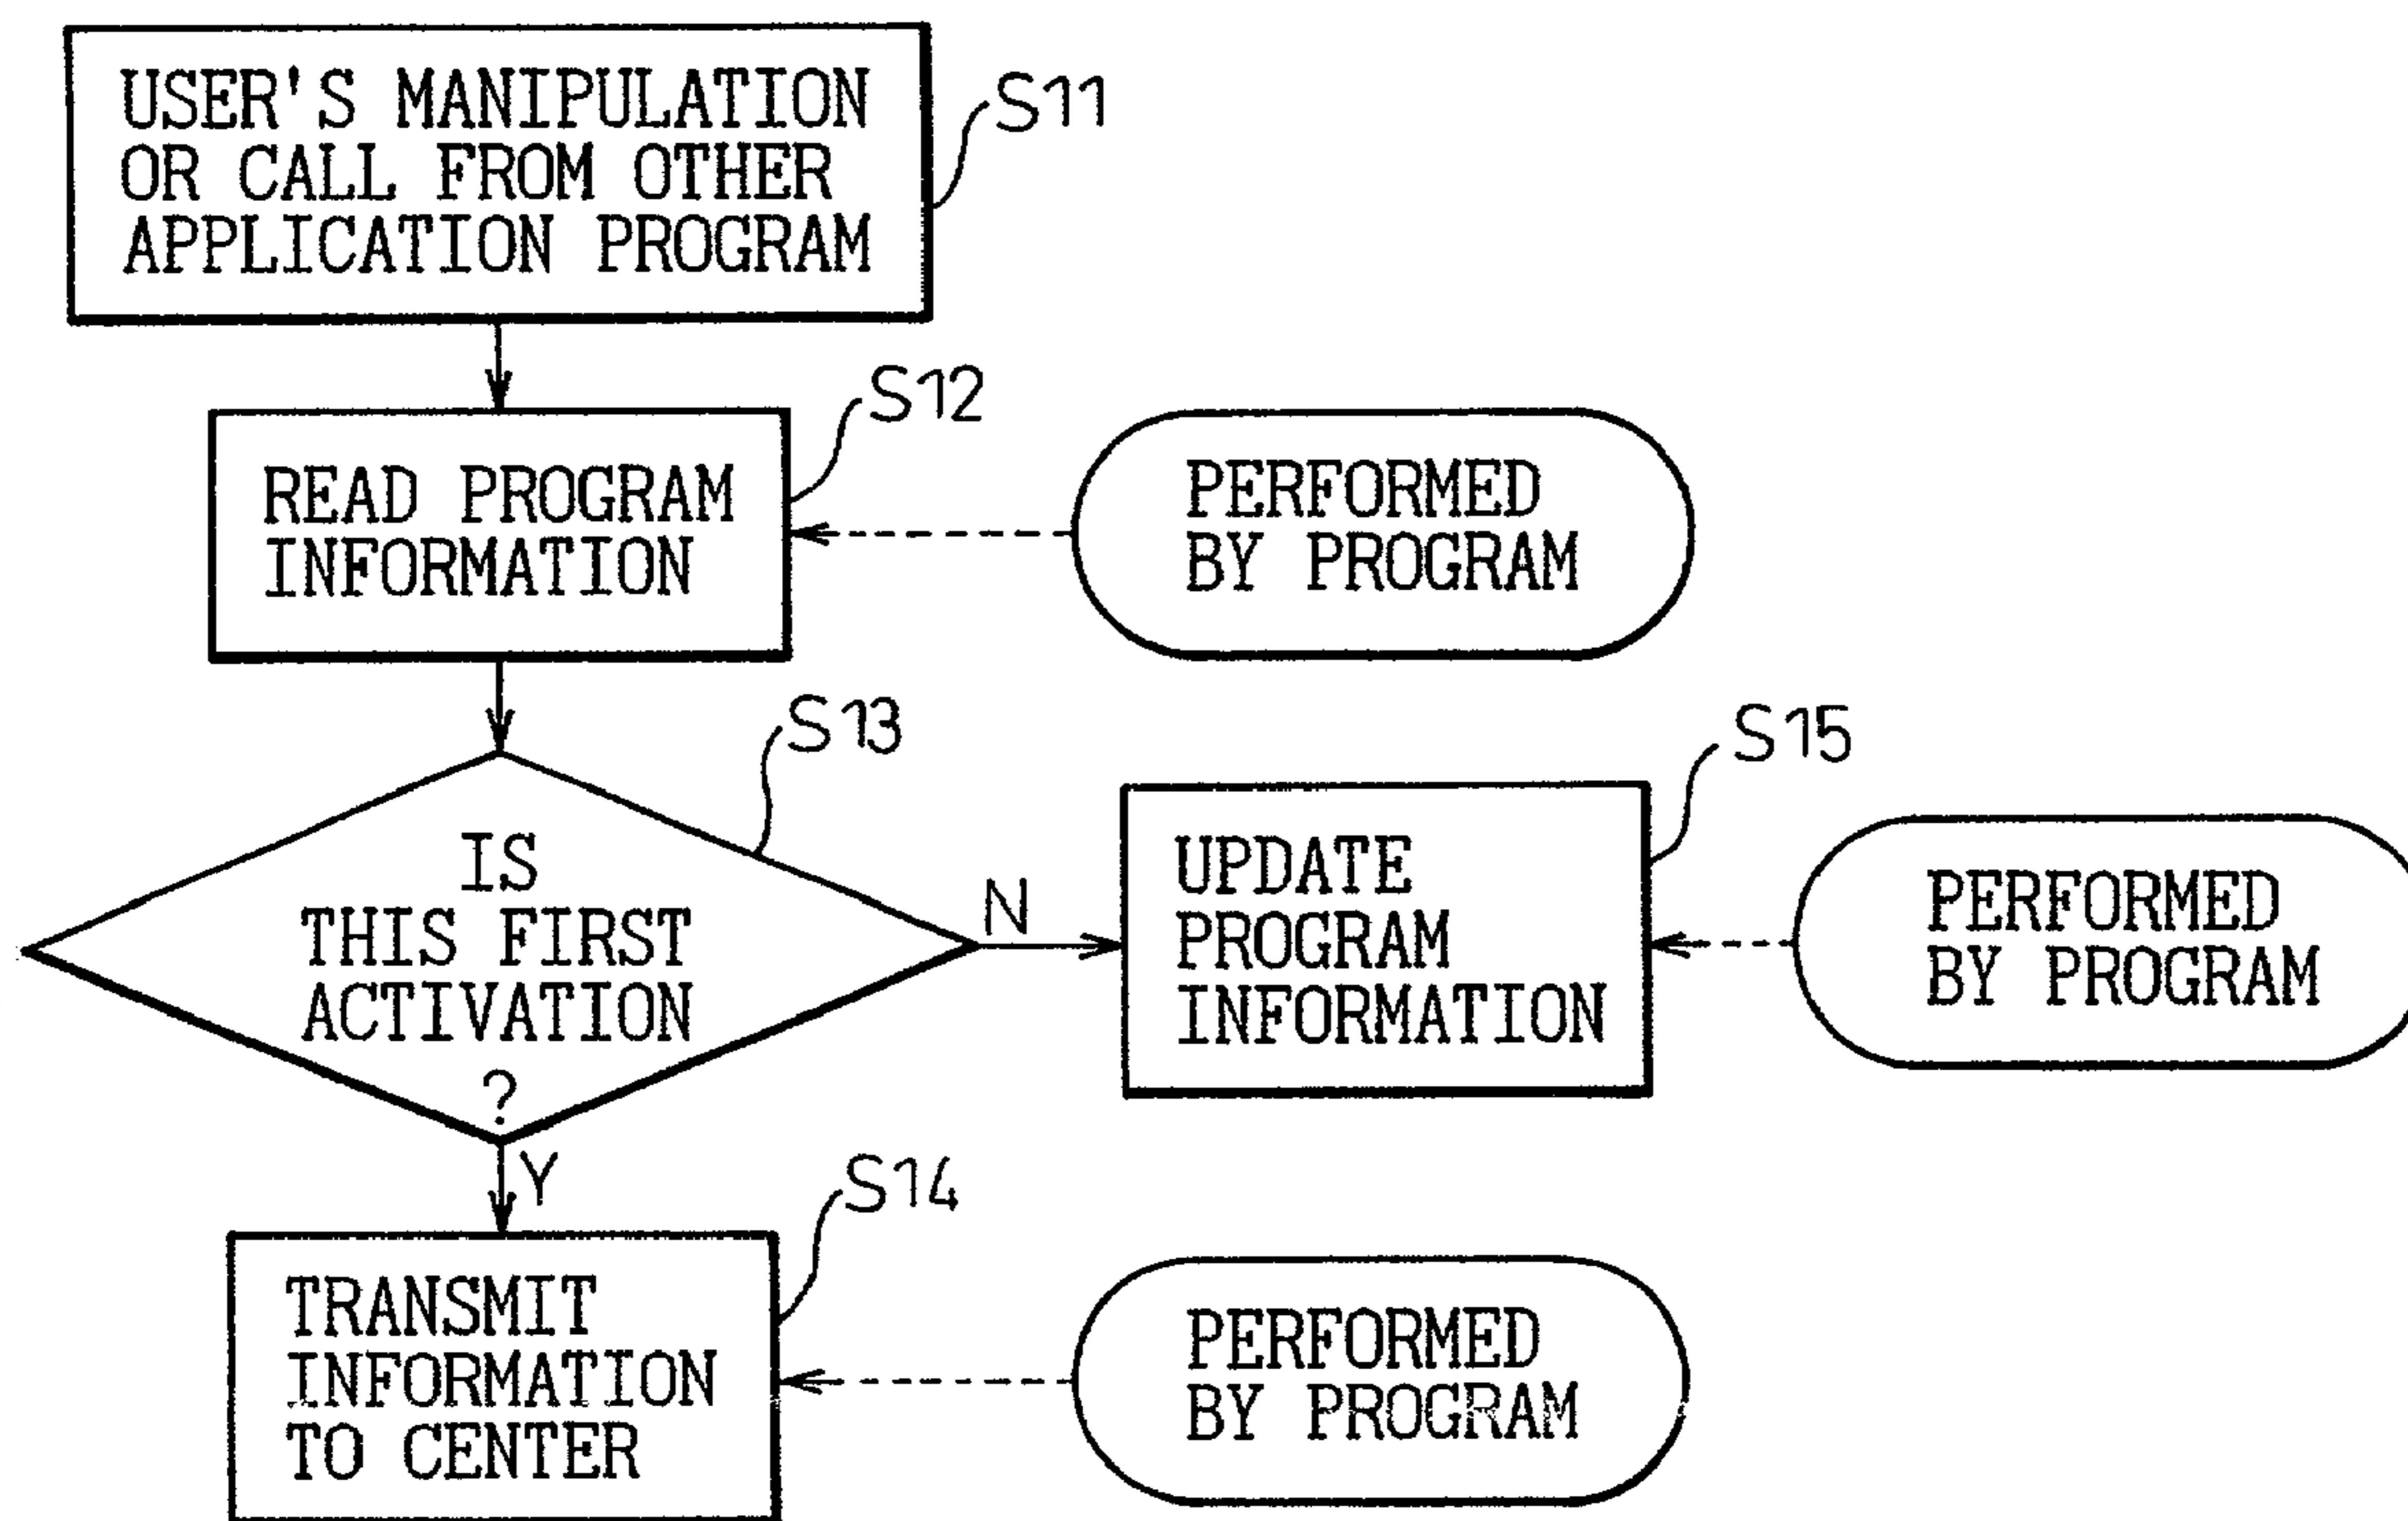 USER'S MANIPULATION
OR CALL FROM OTHER
APPLICATION PROGRAM
S11
S12
READ PROGRAM
INFORMATION
PERFORMED
BY PROGRAM
S13
IS
THIS FIRST
ACTIVATION
?
N
S15
UPDATE
PROGRAM
INFORMATION
PERFORMED
BY PROGRAM
Y
S14
TRANSMIT
INFORMATION
TO CENTER
PERFORMED
BY PROGRAM